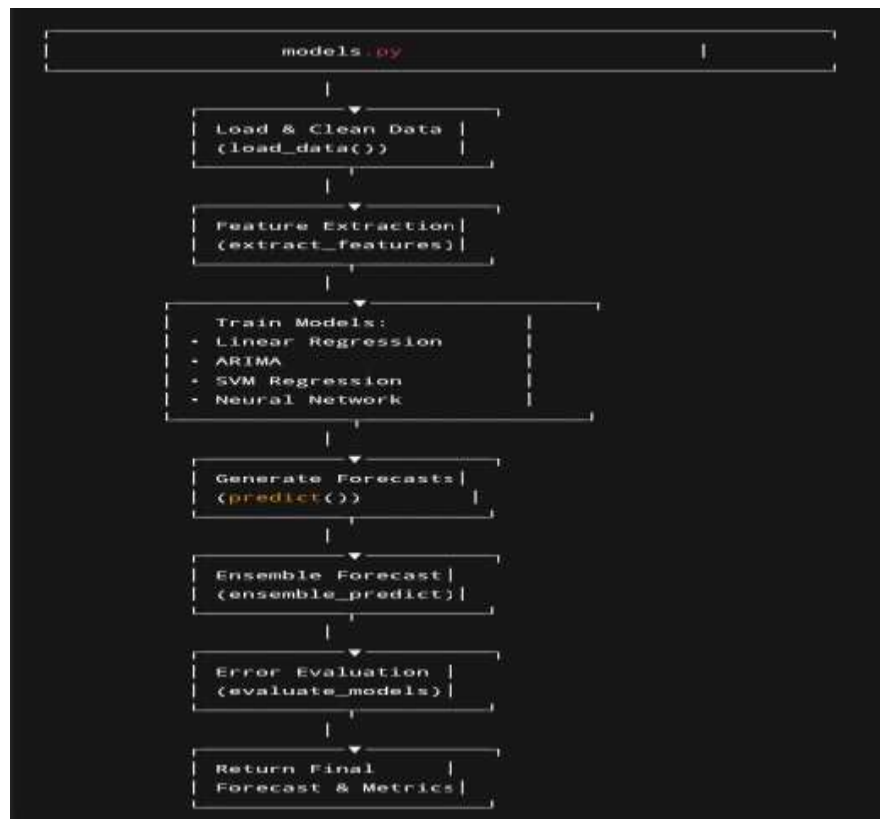 models.py
Load & Clean Data
(load_data())
Feature Extraction
(extract_features)
Train Models:
• Linear Regression
• ARIMA
• SVM Regression
• Neural Network
Generate Forecasts
(predict())
Ensemble Forecast
(ensemble_predict)
Error Evaluation
(evaluate_models)
Return Final
Forecast & Metrics